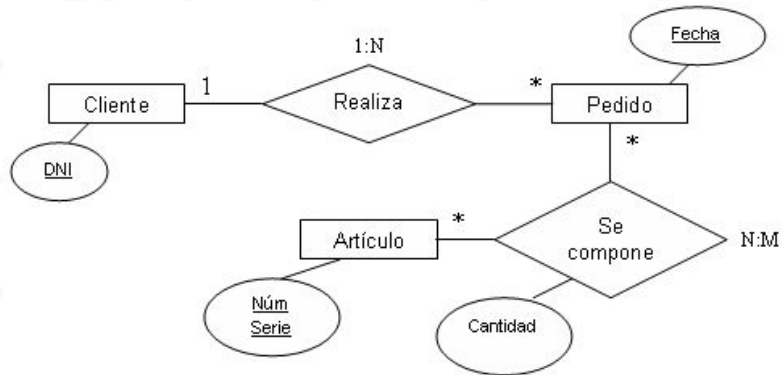 Fecha
1:N
Cliente
1
Realiza
*
Pedido
DNI
*
Artículo
*
Se
compone
N:M
Núm
Serie
Cantidad